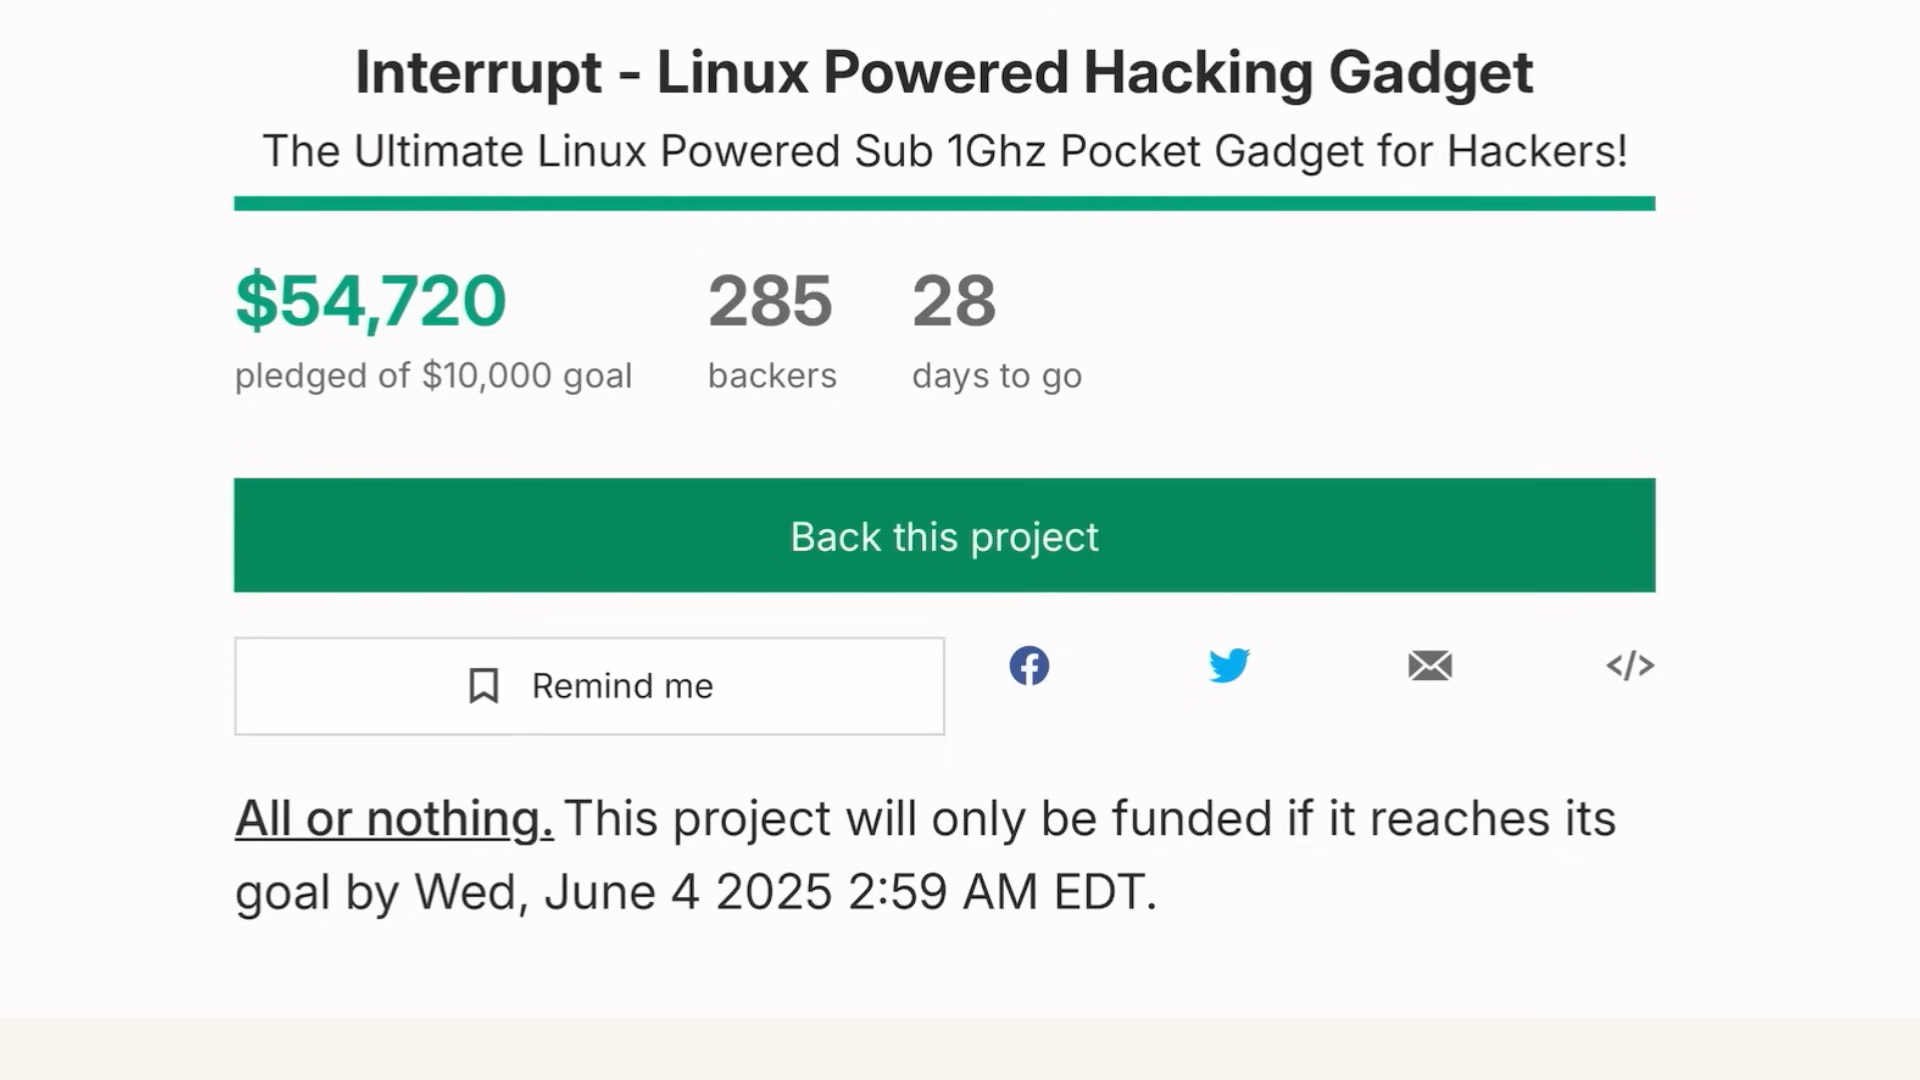 Interrupt - Linux Powered Hacking Gadget
The Ultimate Linux Powered Sub 1Ghz Pocket Gadget for Hackers!
$54,720
pledged of $10,000 goal
285
backers
28
days to go
Back this project
Remind me
All or nothing. This project will only be funded if it reaches its
goal by Wed, June 4 2025 2:59 AM EDT.